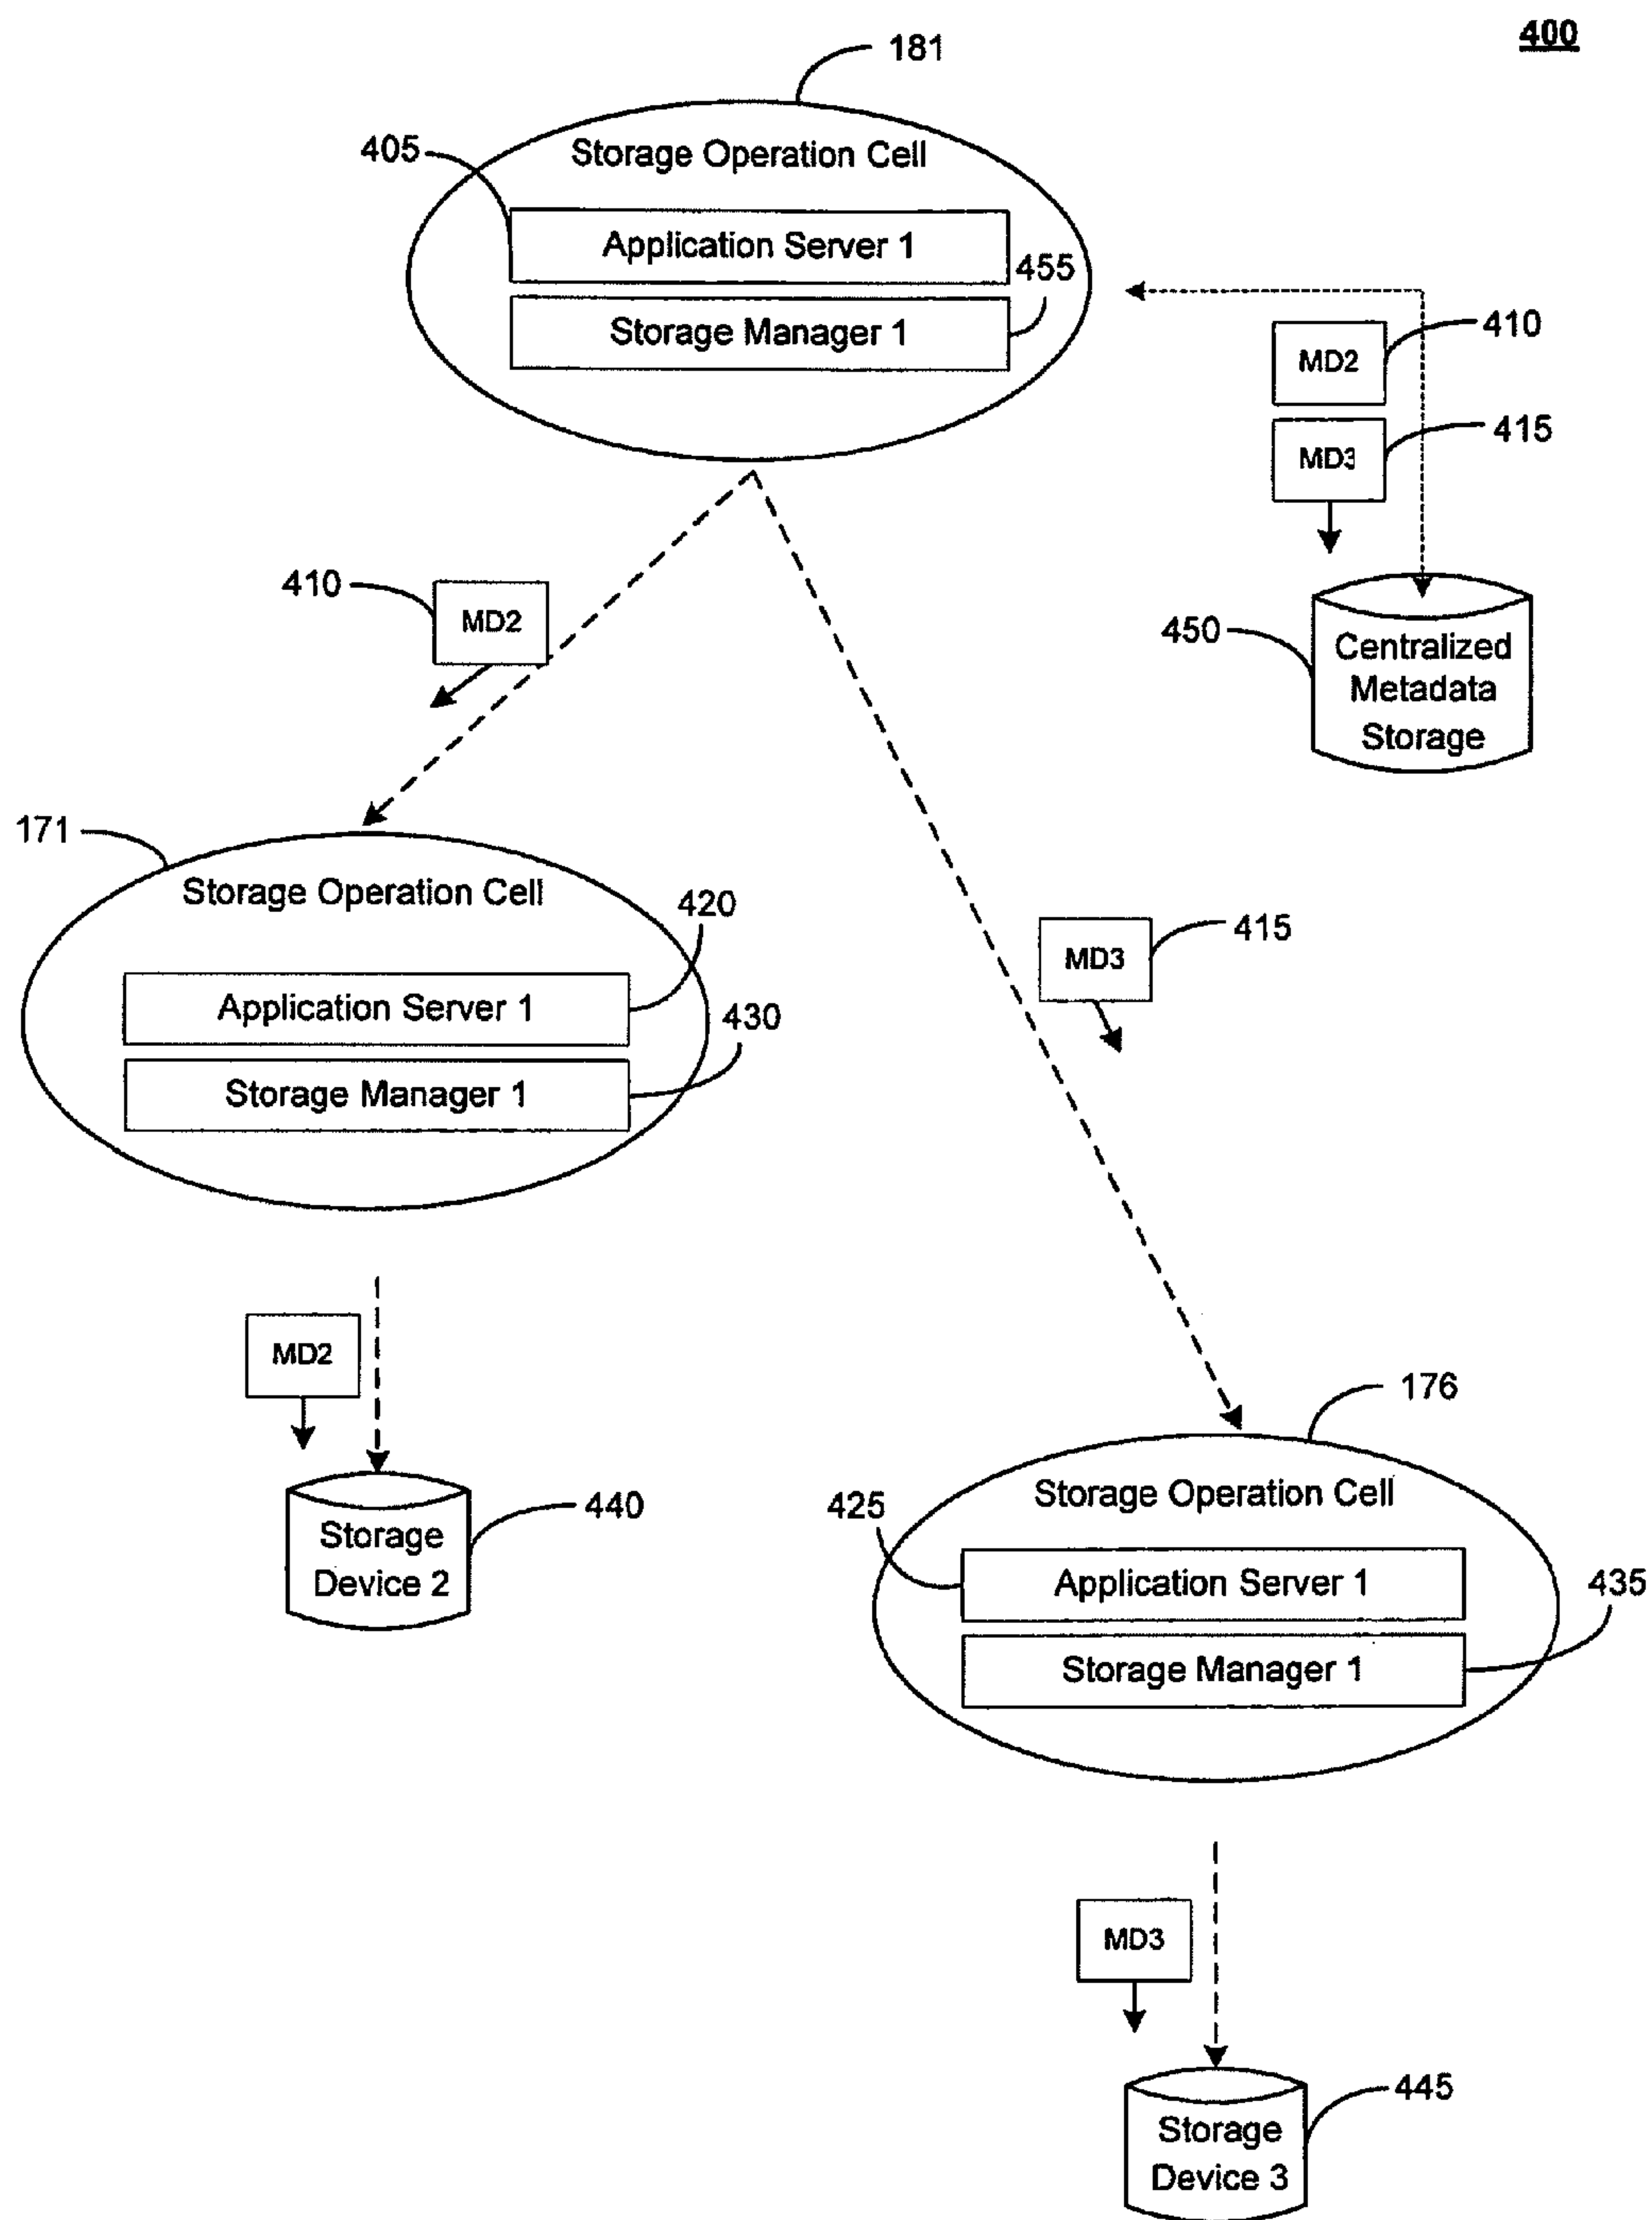 400
181
405
Storage Operation Cell
Application Server 1
455
Storage Manager 1
410
MD2
415
MD3
410
MD2
450
Centralized
Metadata
Storage
171
Storage Operation Cell
420
Application Server 1
430
Storage Manager 1
415
MD3
MD2
176
440
Storage
Device 2
Storage Operation Cell
425
Application Server 1
435
Storage Manager 1
MD3
445
Storage
Device 3